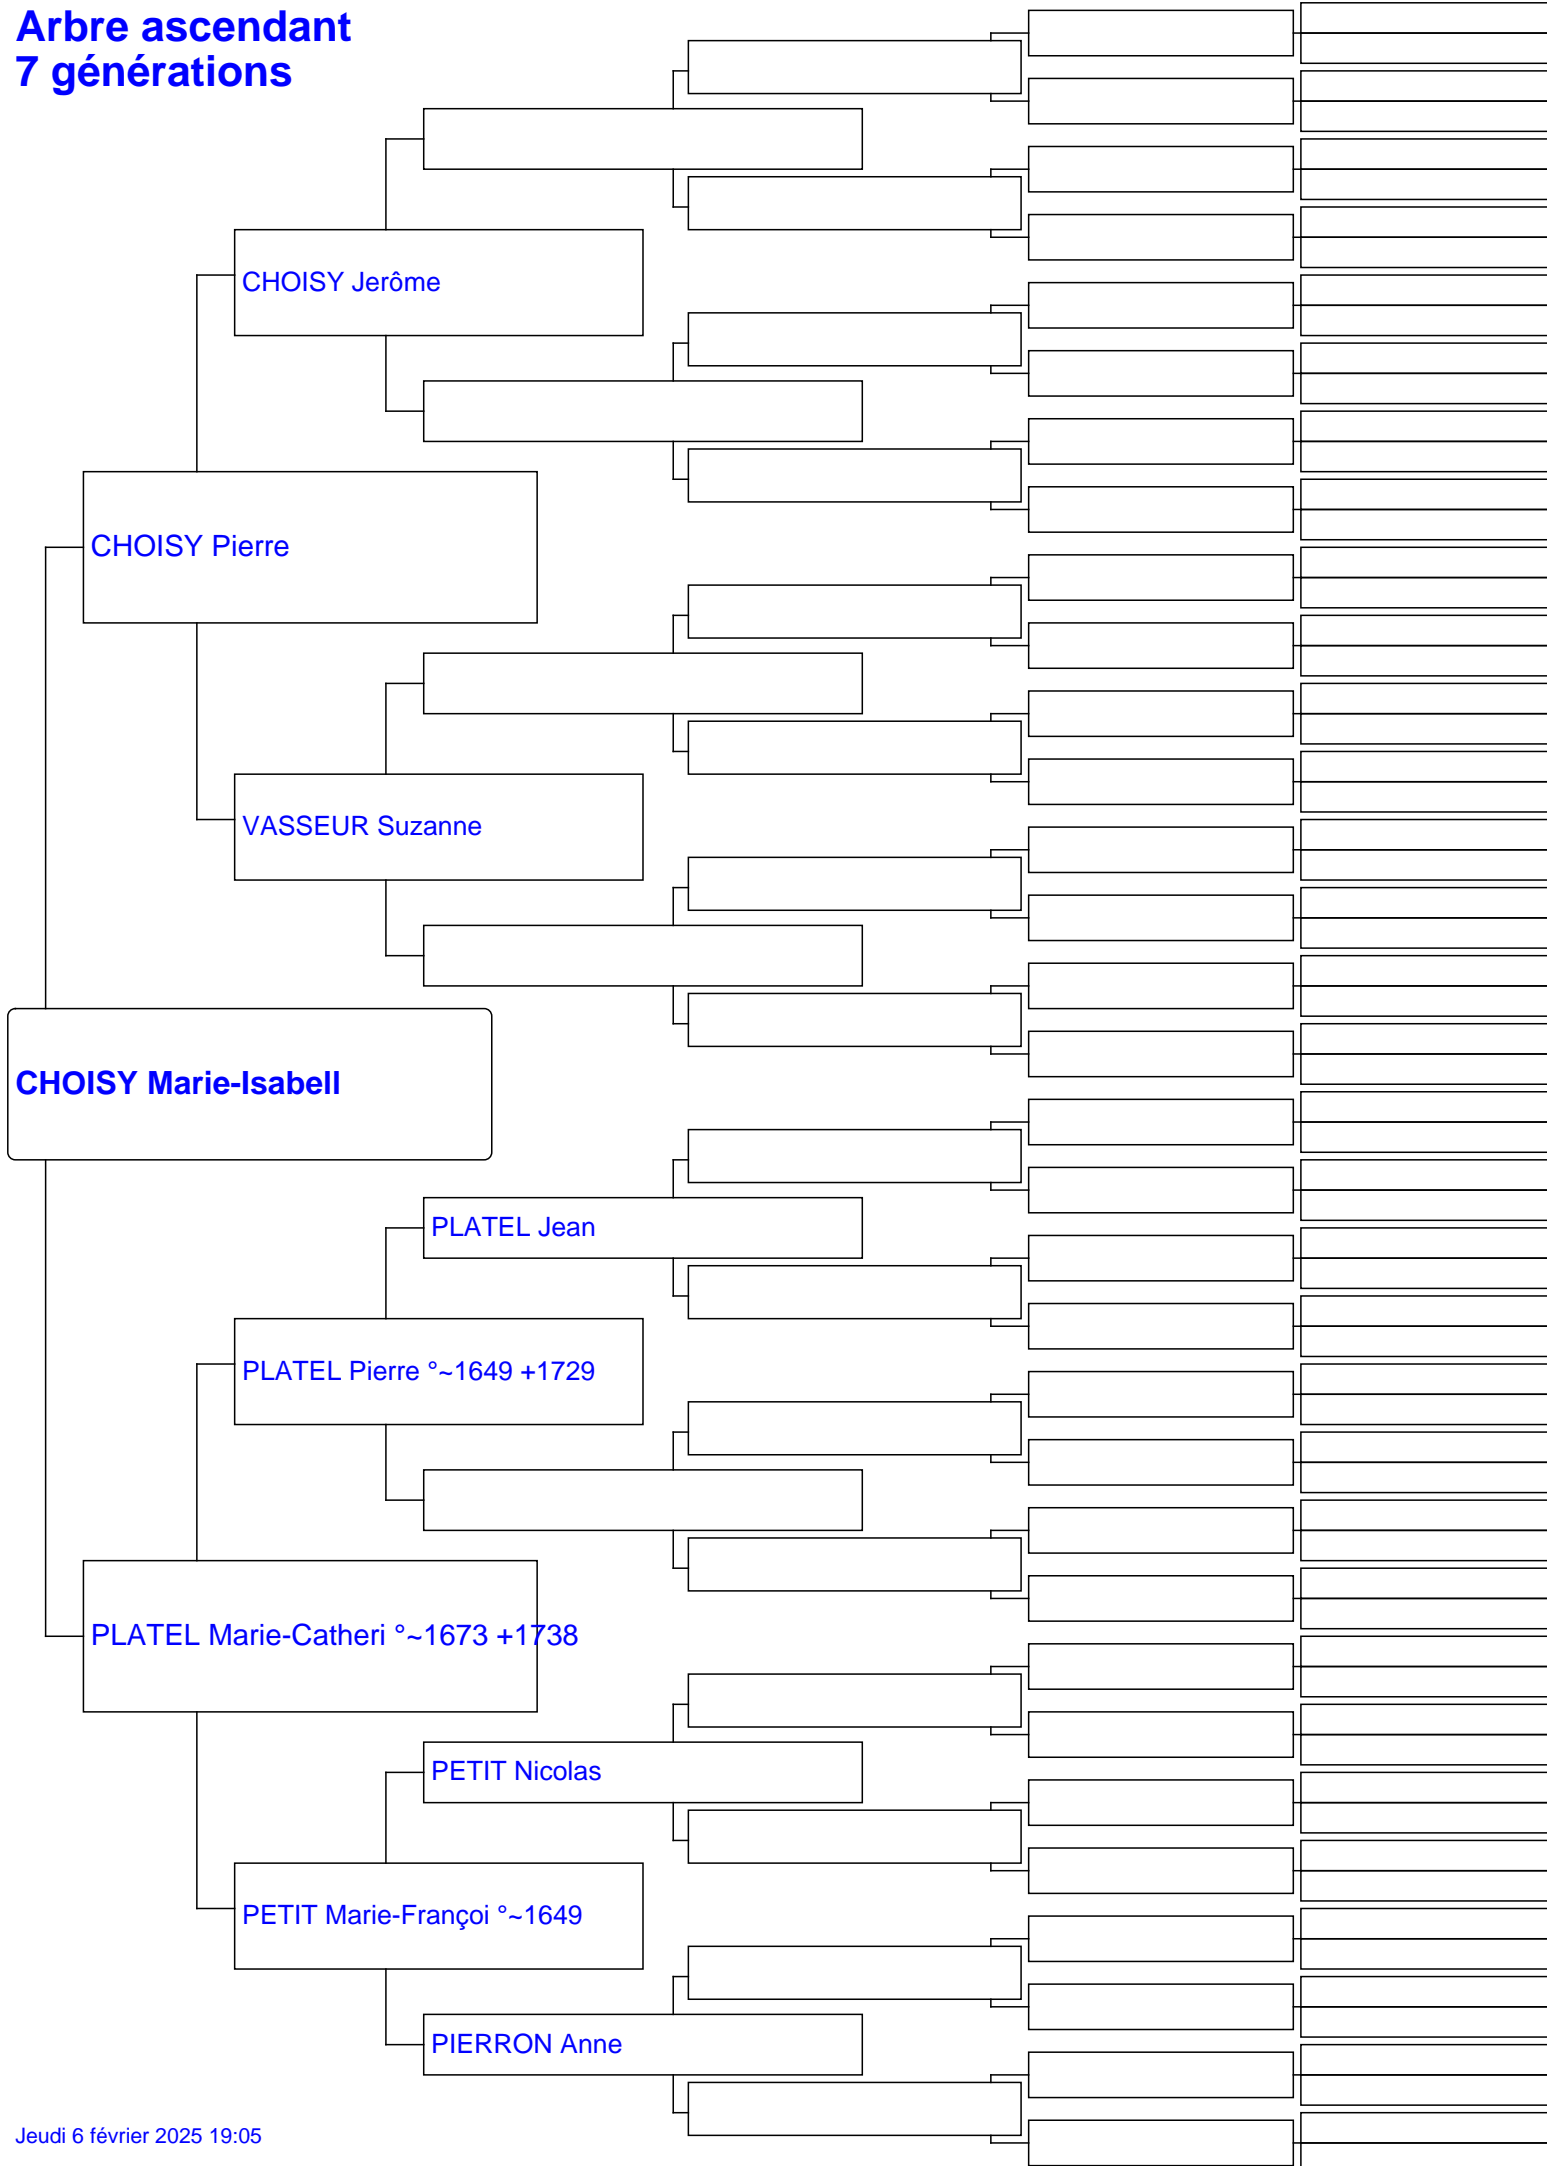 Arbre ascendant
7 générations
CHOISY Jerôme
CHOISY Pierre
VASSEUR Suzanne
CHOISY Marie-Isabell
PLATEL Jean
PLATEL Pierre °~1649 +1729
PLATEL Marie-Catheri °~1673 +1738
PETIT Nicolas
PETIT Marie-Françoi °~1649
PIERRON Anne
Jeudi 6 février 2025 19:05